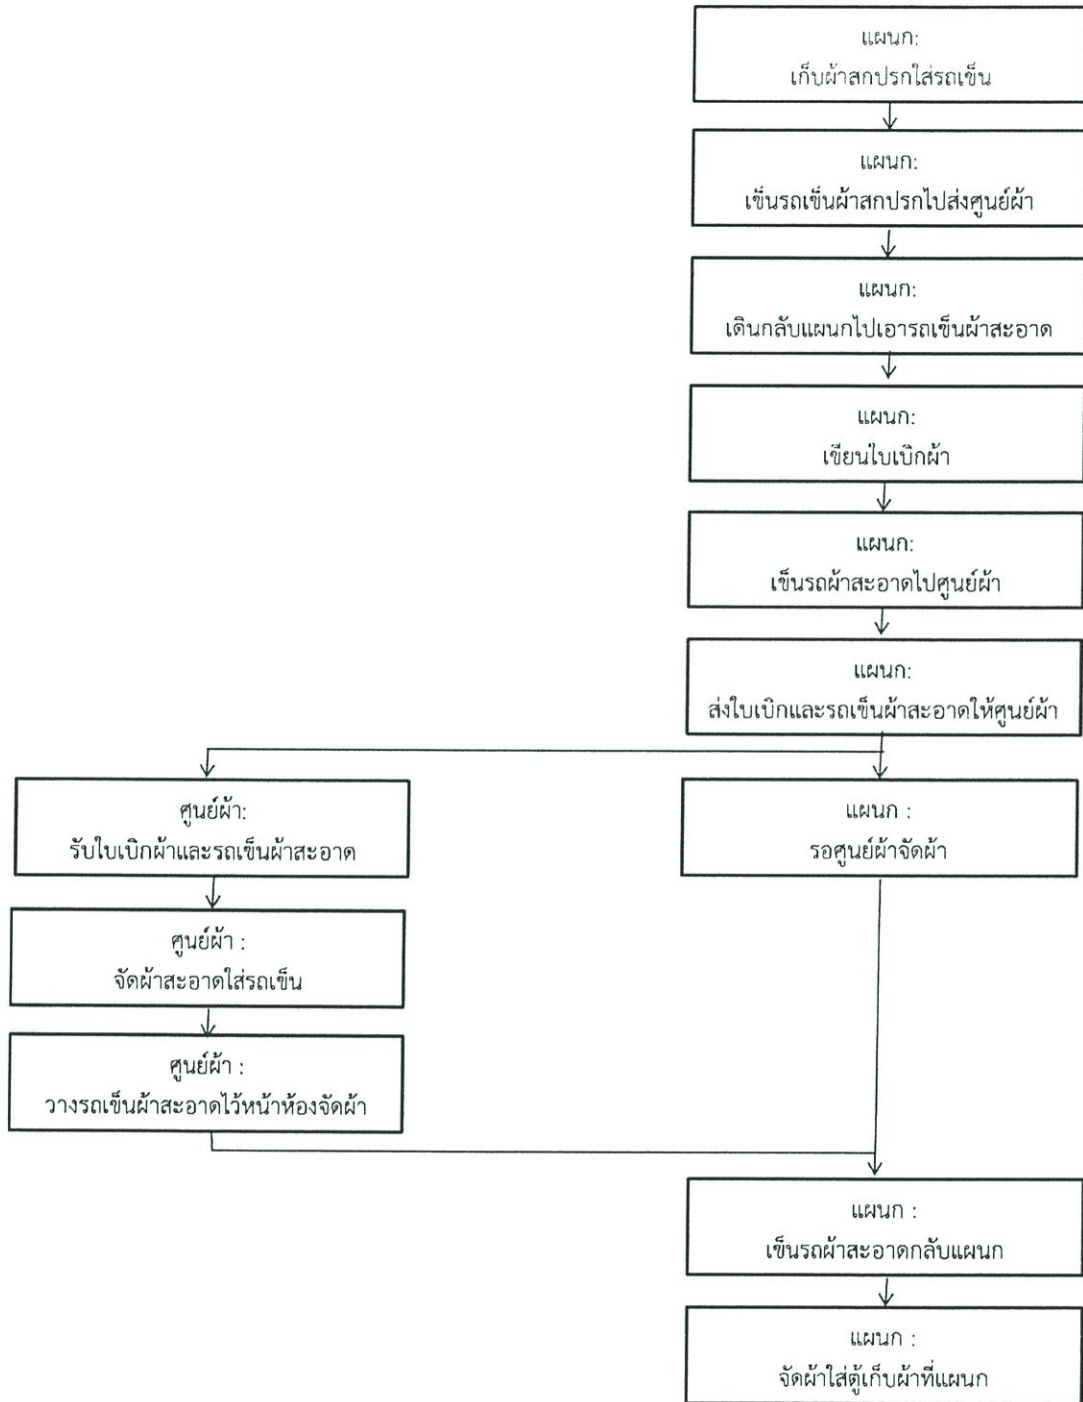 แผนก:
เก็บผ้าสกปรกใส่รถเข็น
แผนก:
เข็นรถเข็นผ้าสกปรกไปส่งศูนย์ผ้า
แผนก:
เดินกลับแผนกไปเอารถเข็นผ้าสะอาด
แผนก:
เขียนใบเบิกผ้า
แผนก:
เข็นรถผ้าสะอาดไปศูนย์ผ้า
แผนก:
ส่งใบเบิกและรถเข็นผ้าสะอาดให้ศูนย์ผ้า
ศูนย์ผ้า:
รับใบเบิกผ้าและรถเข็นผ้าสะอาด
แผนก :
รอศูนย์ผ้าจัดผ้า
ศูนย์ผ้า :
จัดผ้าสะอาดใส่รถเข็น
ศูนย์ผ้า :
วางรถเข็นผ้าสะอาดไว้หน้าห้องจัดผ้า
แผนก :
เข็นรถผ้าสะอาดกลับแผนก
แผนก :
จัดผ้าใส่ตู้เก็บผ้าที่แผนก